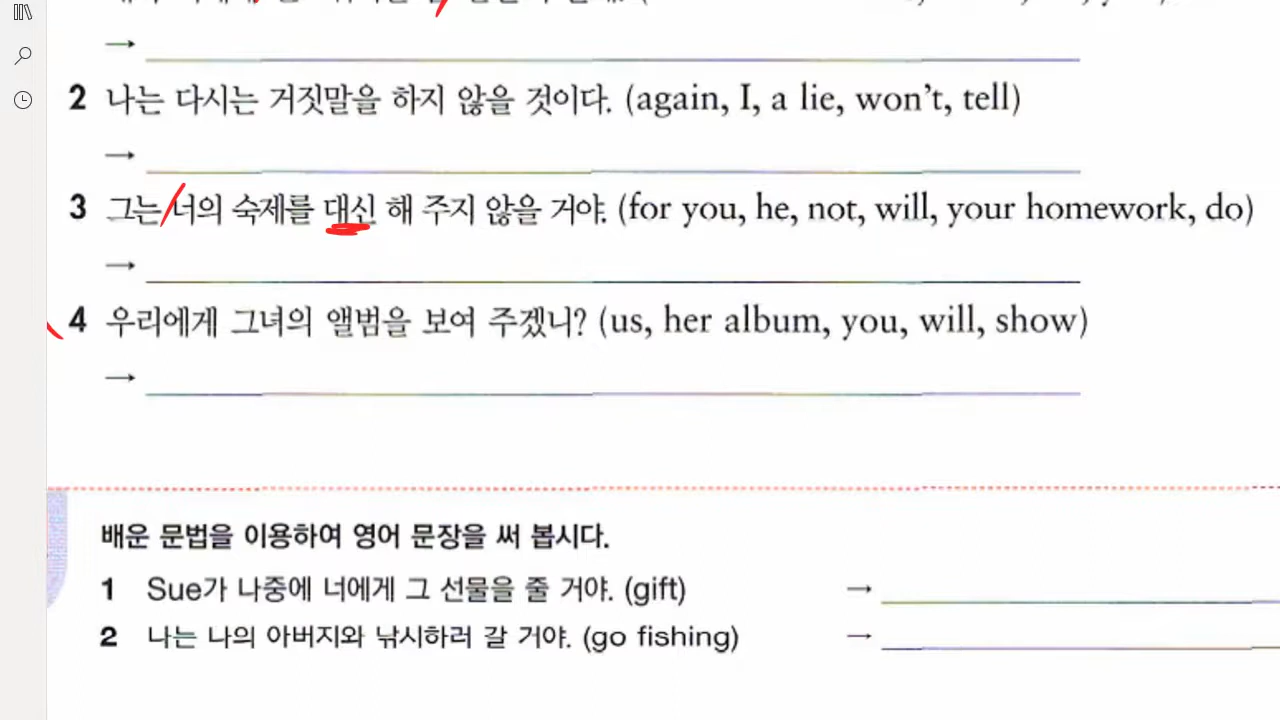 →
2 나는 다시는 거짓말을 하지 않을 것이다. (again, I, a lie, won't, tell)
→
3 그는 너의 숙제를 대신 해 주지 않을 거야. (for you, he, not, will, your homework, do)
→
4 우리에게 그녀의 앨범을 보여 주겠니? (us, her album, you, will, show)
→
배운 문법을 이용하여 영어 문장을 써 봅시다.
1 Sue가 나중에 너에게 그 선물을 줄 거야. (gift) →
2 나는 나의 아버지와 낚시하러 갈 거야. (go fishing) →